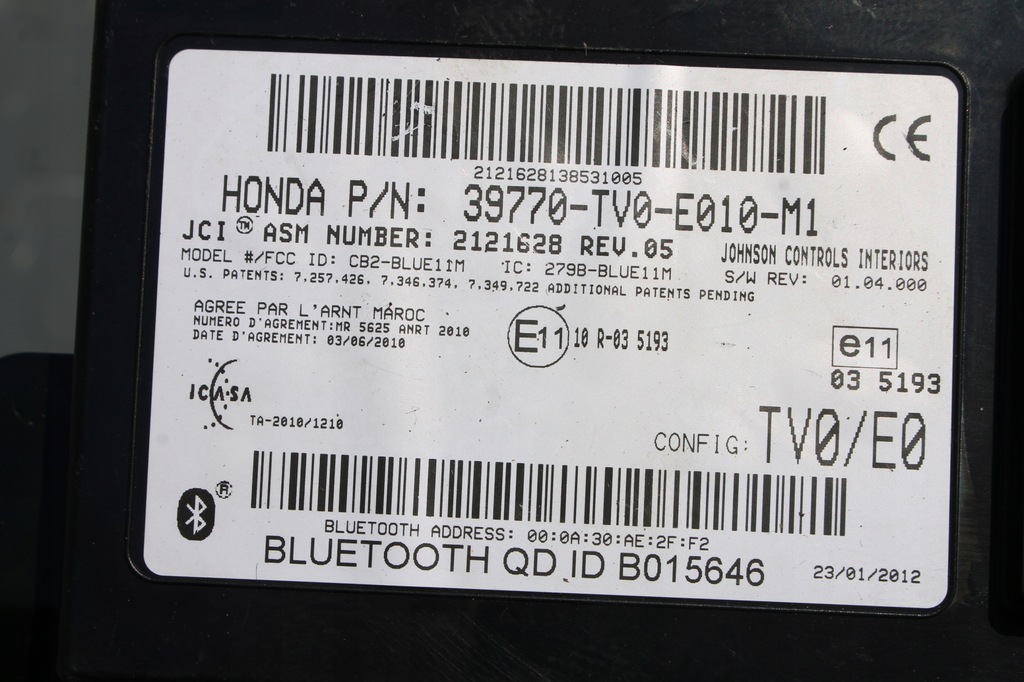 CE
2121628138531005
HONDA P/N: 39770-TV0-E010-M1
JCI™ ASM NUMBER: 2121628 REV.05
JOHNSON CONTROLS INTERIORS
MODEL #/FCC ID: CB2-BLUE11M IC: 279B-BLUE11M
S/W REV: 01.04.000
U.S. PATENTS: 7,257,426, 7,346,374, 7,349,722 ADDITIONAL PATENTS PENDING
AGREE PAR L'ARNT MAROC
NUMERO D'AGREMENT:MR 5625 ANRT 2010
DATE D'AGREMENT: 03/06/2010
E11 10 R-03 5193
e11
03 5193
ICASA
TA-2010/1210
CONFIG: TV0/E0
®
BLUETOOTH ADDRESS: 00:0A:30:AE:2F:F2
BLUETOOTH QD ID B015646
23/01/2012